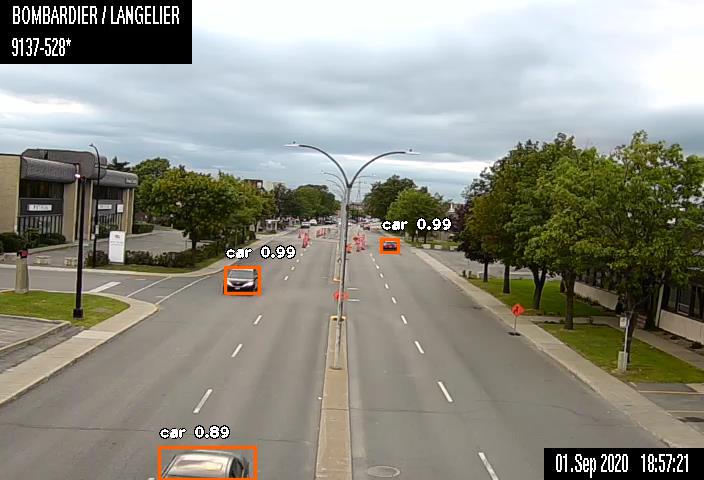 BOMBARDIER / LANGELIER
9137-528*
car 0.99
car 0.99
car 0.89
01.Sep 2020 18:57:21